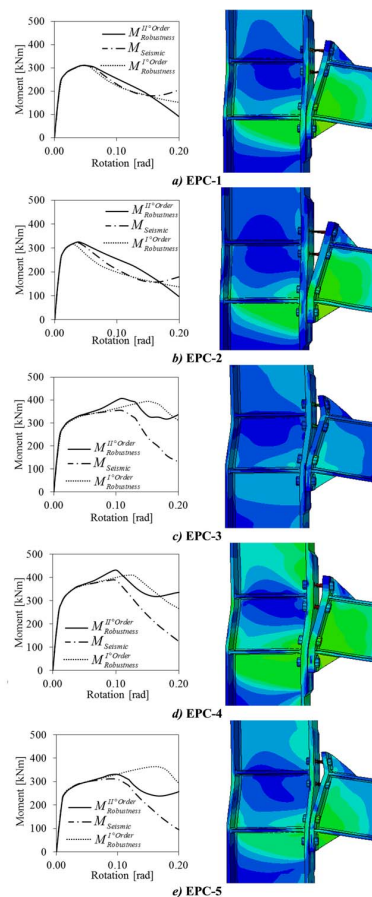 Moment [kNm]
500
400
300
200
100
0
M II°Order Robustness
M Seismic
M I°Order Robustness
0.00 0.10 0.20
Rotation [rad]
a) EPC-1
Moment [kNm]
500
400
300
200
100
0
M II°Order Robustness
M Seismic
M I°Order Robustness
0.00 0.10 0.20
Rotation [rad]
b) EPC-2
Moment [kNm]
500
400
300
200
100
0
M II°Order Robustness
M Seismic
M I°Order Robustness
0.00 0.10 0.20
Rotation [rad]
c) EPC-3
Moment [kNm]
500
400
300
200
100
0
M II°Order Robustness
M Seismic
M I°Order Robustness
0.00 0.10 0.20
Rotation [rad]
d) EPC-4
Moment [kNm]
500
400
300
200
100
0
M II°Order Robustness
M Seismic
M I°Order Robustness
0.00 0.10 0.20
Rotation [rad]
e) EPC-5